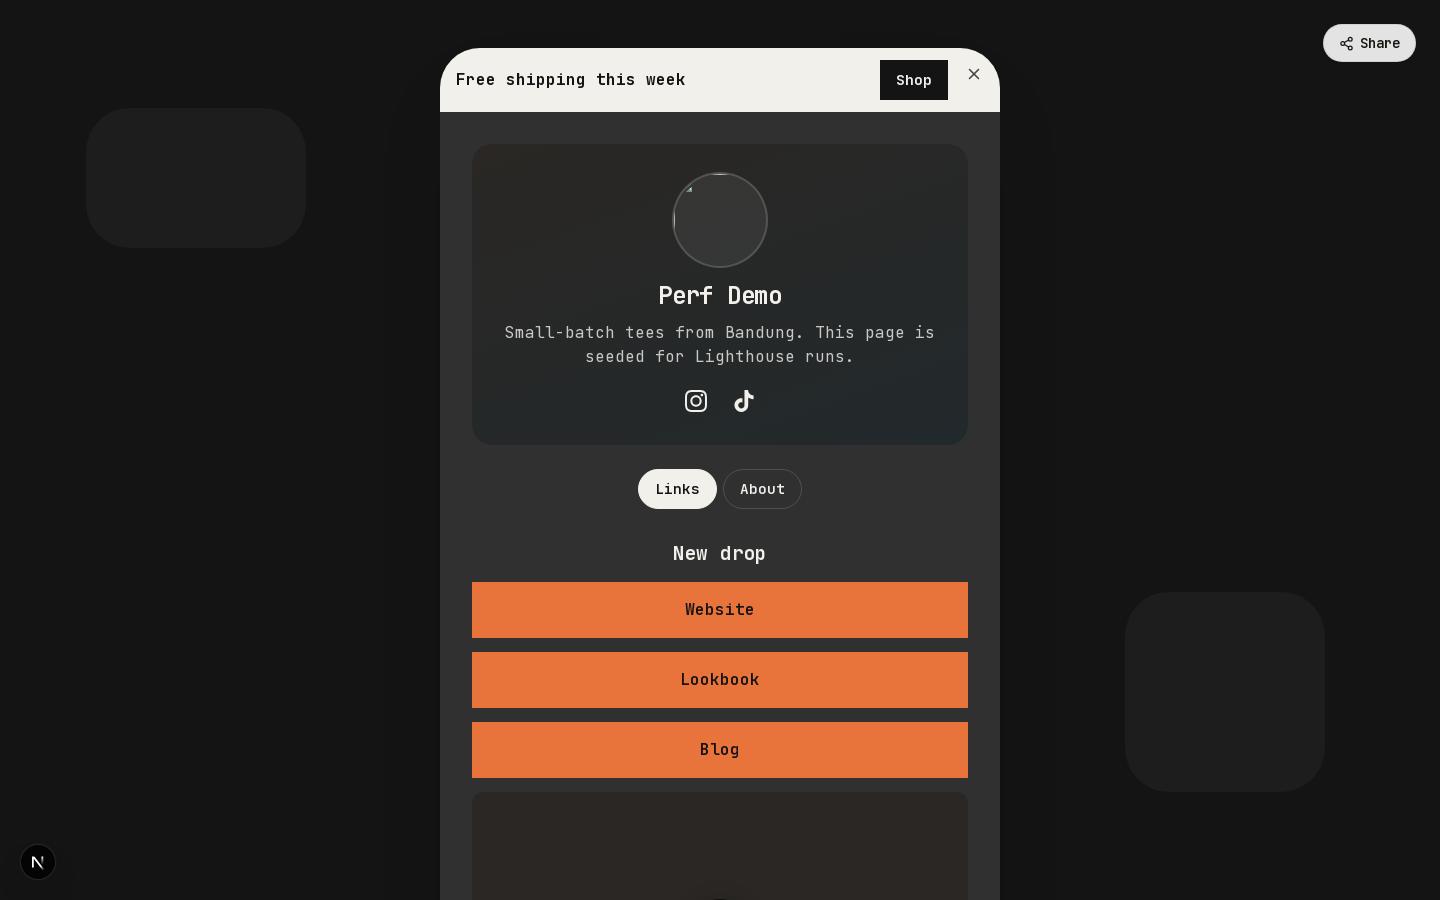 Share
Free shipping this week
Shop
Perf Demo
Small-batch tees from Bandung. This page is
seeded for Lighthouse runs.
Links
About
New drop
Website
Lookbook
Blog
N